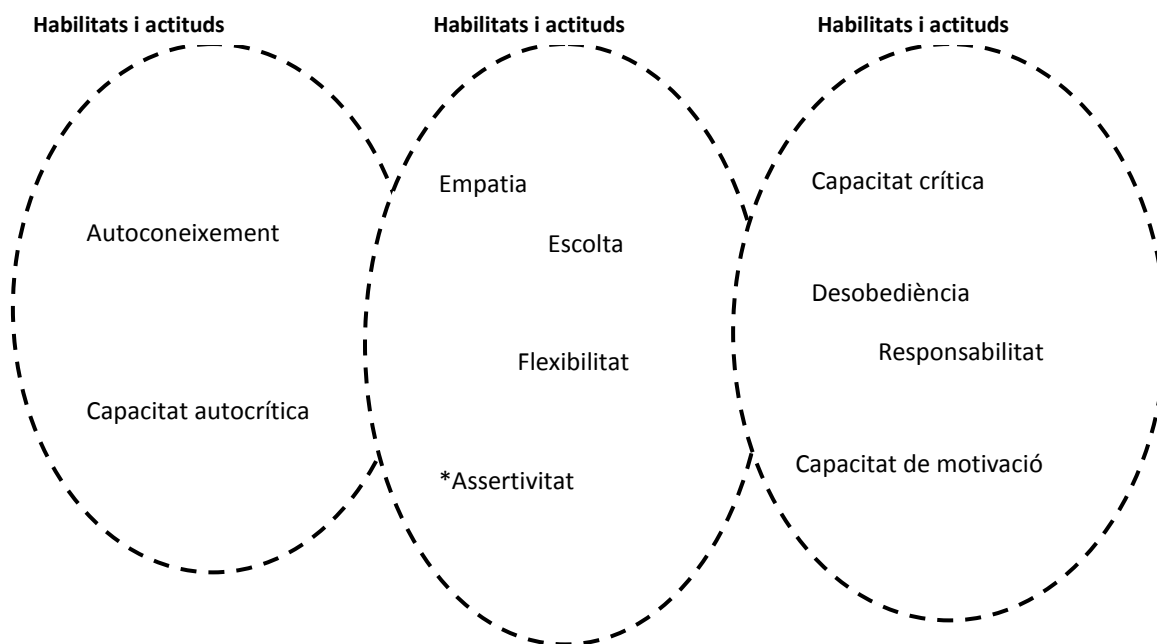 Habilitats i actituds
Autoconeixement
Capacitat autocrítica
Habilitats i actituds
Empatia
Escolta
Flexibilitat
*Assertivitat
Habilitats i actituds
Capacitat crítica
Desobediència
Responsabilitat
Capacitat de motivació